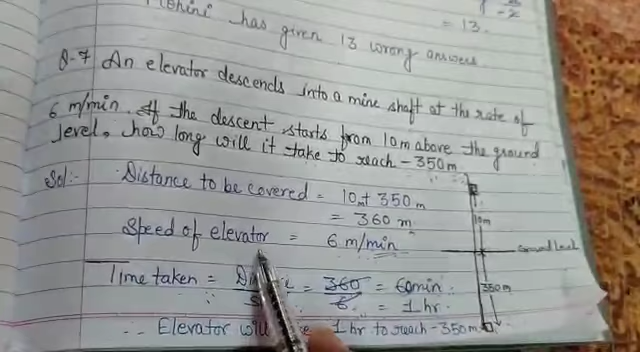 has given 13 wrong answers
= 13.
Q.7 An elevator descends into a mine shaft at the rate of
6 m/min. If the descent starts from 10m above the ground
level, how long will it take to reach -350m.
Sol:- Distance to be covered = 10m + 350 m
= 360 m
Speed of elevator = 6 m/min
Time taken = = 360/6 = 60min
= 1 hr.
∴ Elevator will 1 hr to reach -350m
10m
Ground level
350m